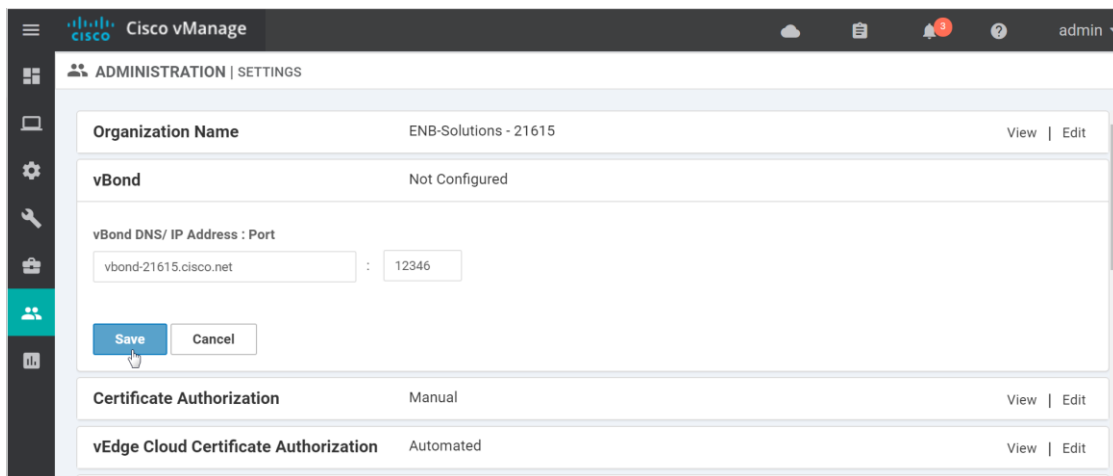 cisco Cisco vManage 3 admin
ADMINISTRATION | SETTINGS
Organization Name ENB-Solutions - 21615 View | Edit
vBond Not Configured
vBond DNS/ IP Address : Port
vbond-21615.cisco.net : 12346
Save Cancel
Certificate Authorization Manual View | Edit
vEdge Cloud Certificate Authorization Automated View | Edit